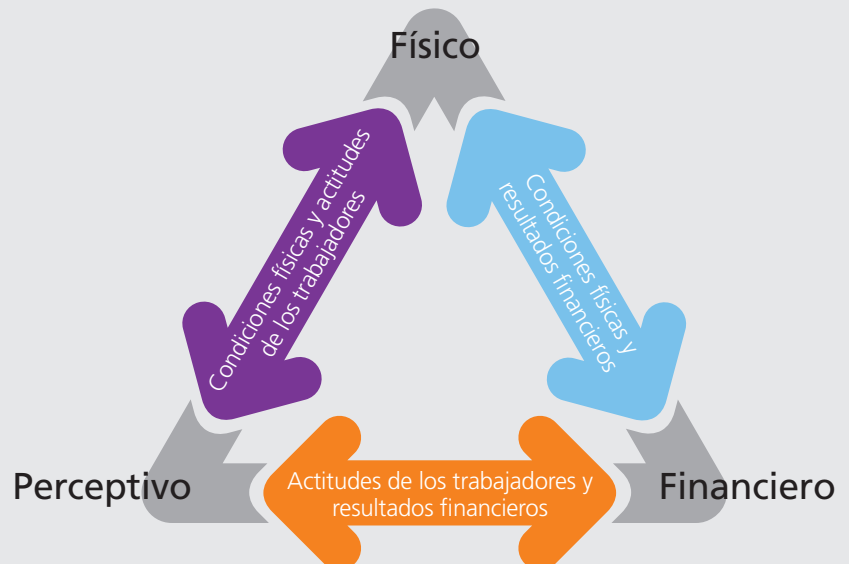 Físico
Condiciones físicas y actitudes
de los trabajadores
Condiciones físicas y
resultados financieros
Perceptivo
Actitudes de los trabajadores y
resultados financieros
Financiero